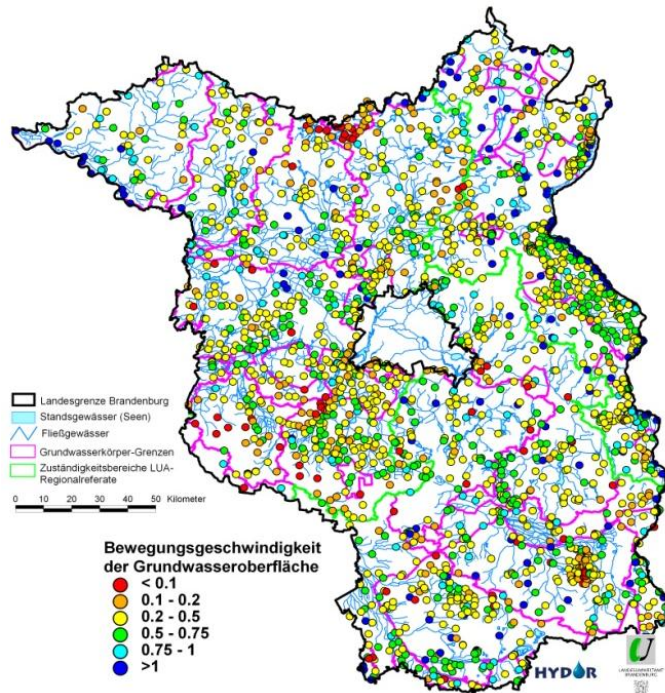 Landesgrenze Brandenburg
Standsgewässer (Seen)
Fließgewässer
Grundwasserkörper-Grenzen
Zuständigkeitsbereiche LUA-
Regionalreferate
0 10 20 30 40 50 Kilometer
Bewegungsgeschwindigkeit
der Grundwasseroberfläche
< 0.1
0.1 - 0.2
0.2 - 0.5
0.5 - 0.75
0.75 - 1
>1
HYDOR
LANDESUMWELTAMT
BRANDENBURG